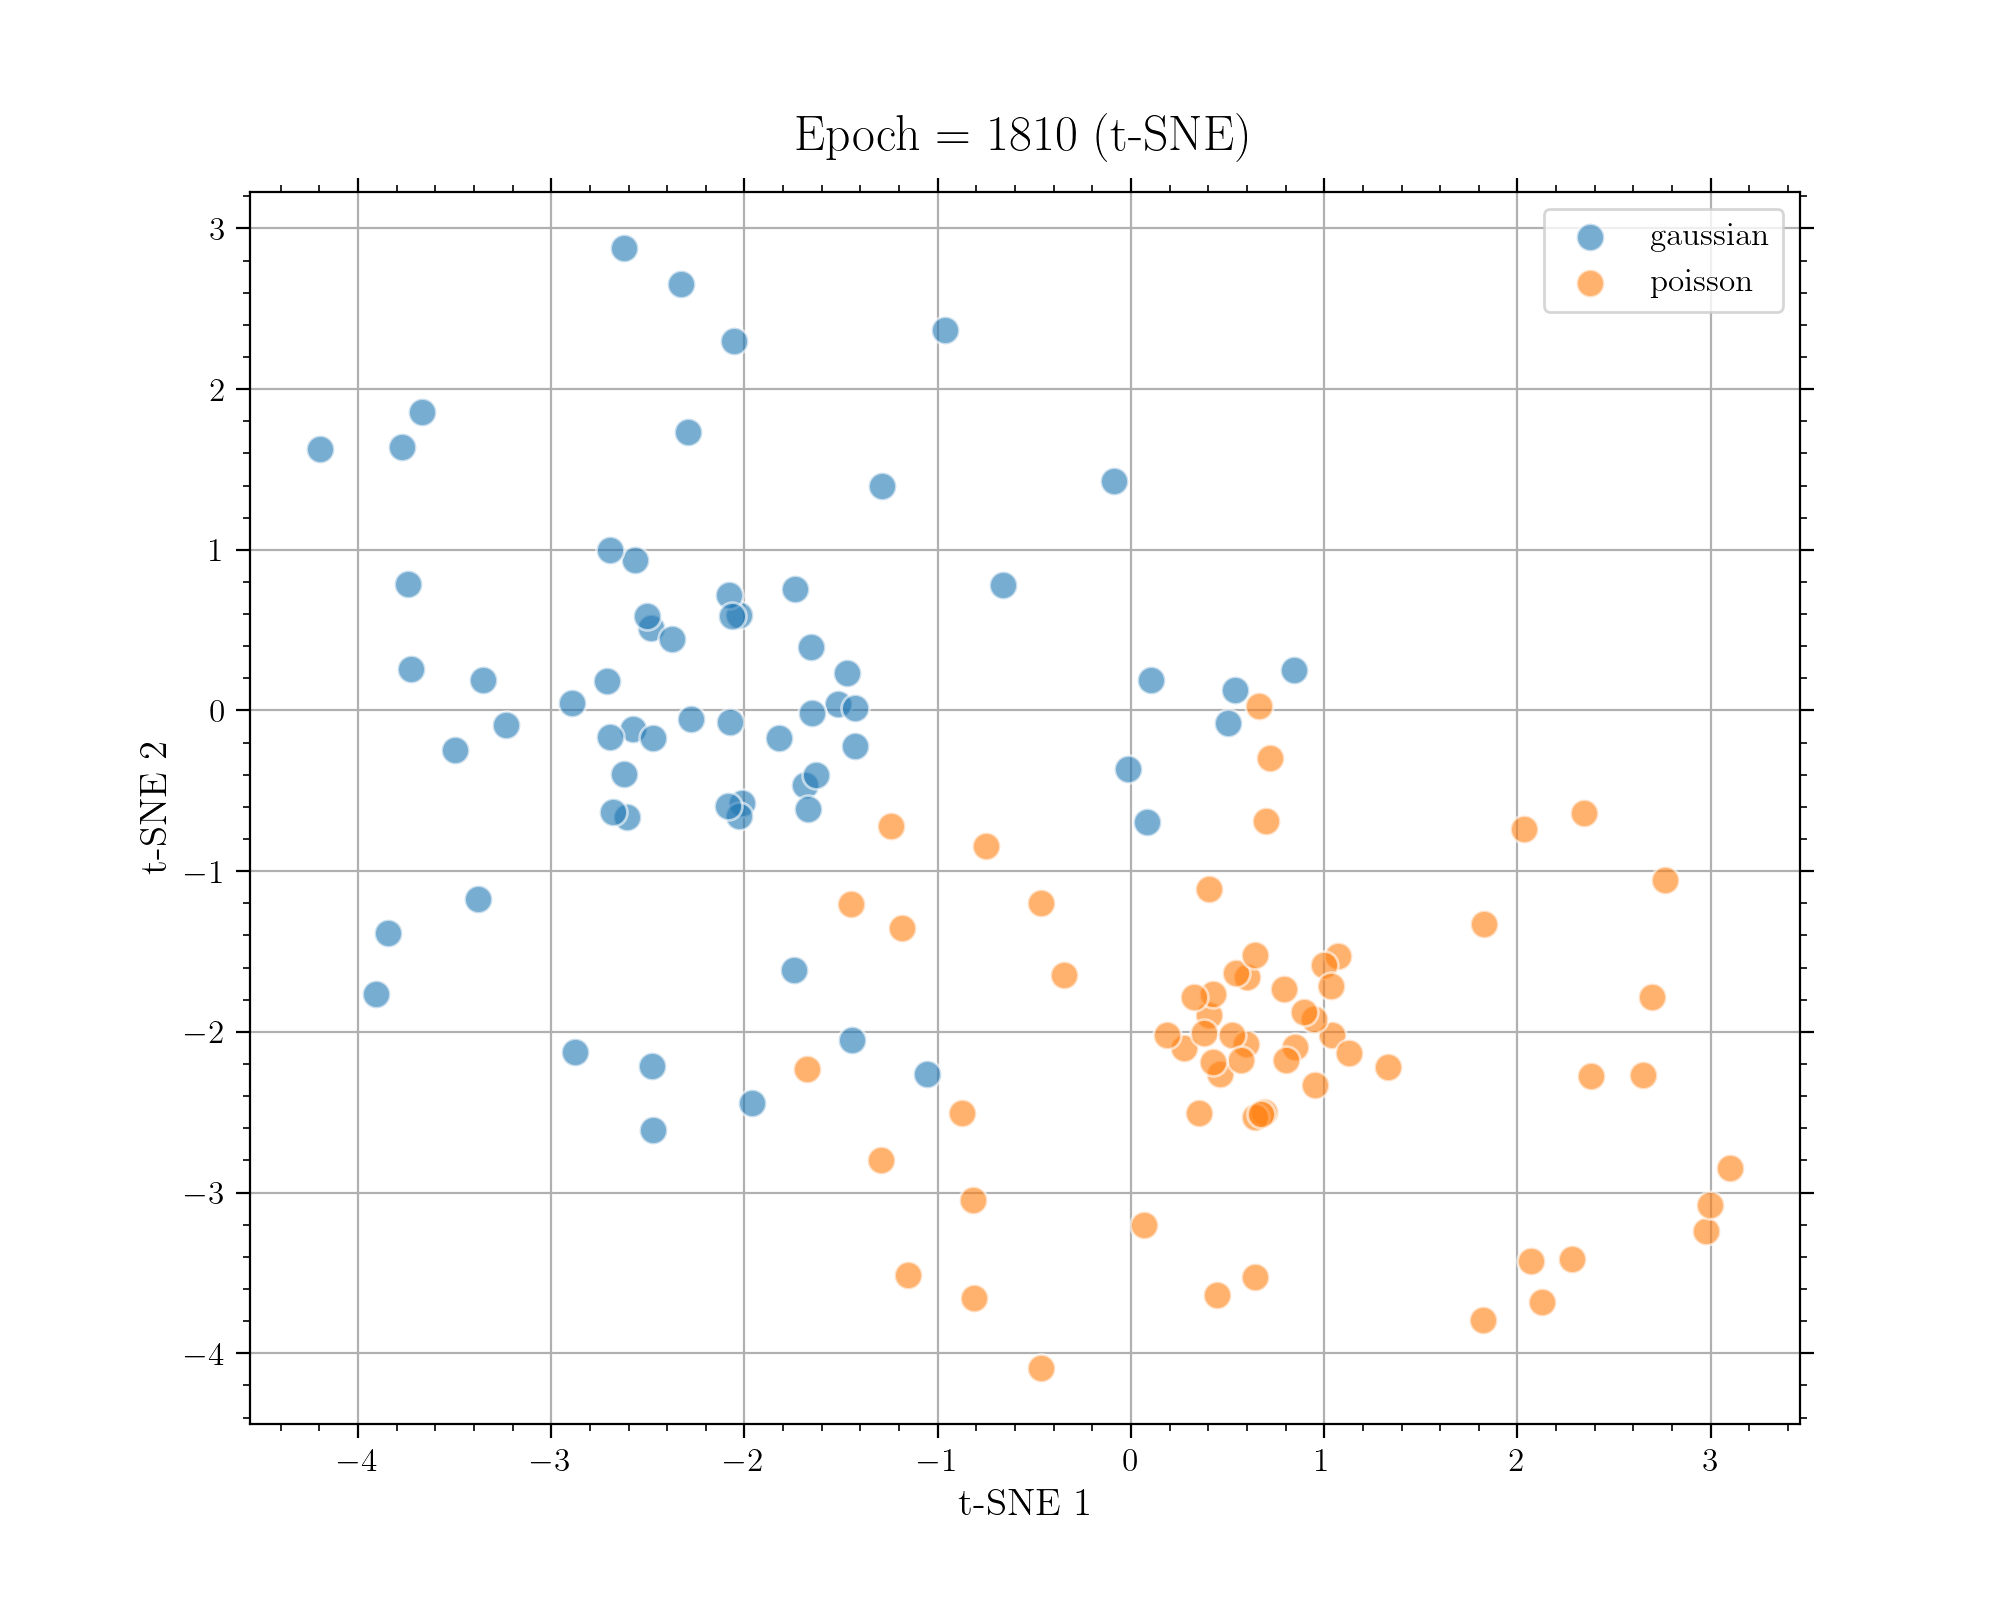 Epoch = 1810 (t-SNE)
gaussian
poisson
3
2
1
0
−1
−2
−3
−4
t-SNE 2
−4 −3 −2 −1 0 1 2 3
t-SNE 1